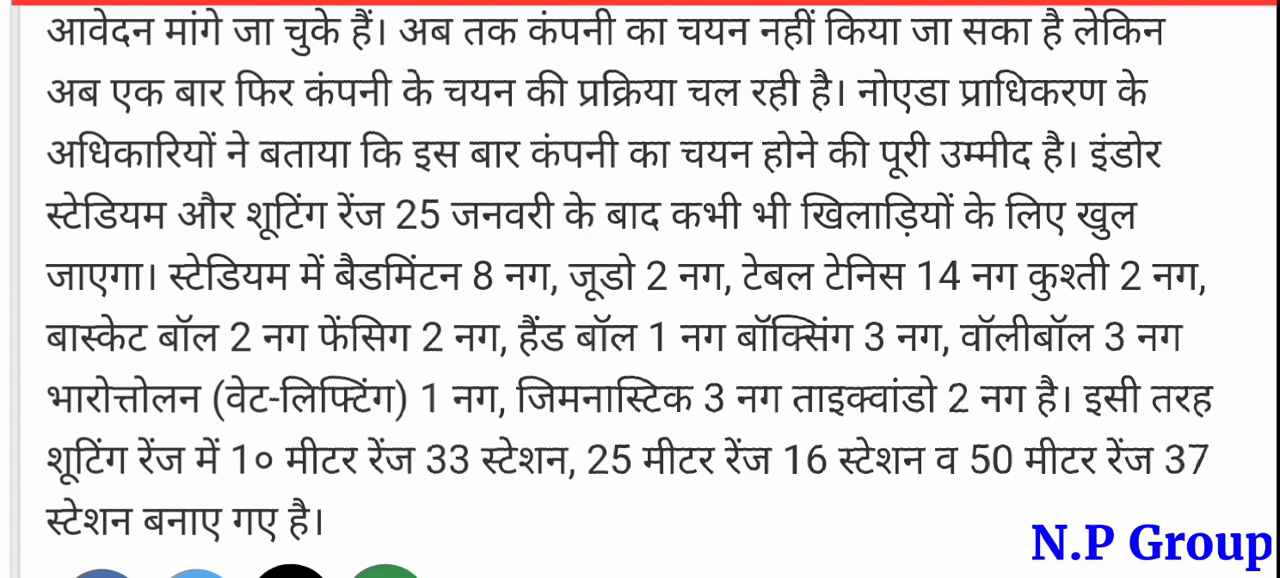 आवेदन मांगे जा चुके हैं। अब तक कंपनी का चयन नहीं किया जा सका है लेकिन
अब एक बार फिर कंपनी के चयन की प्रक्रिया चल रही है। नोएडा प्राधिकरण के
अधिकारियों ने बताया कि इस बार कंपनी का चयन होने की पूरी उम्मीद है। इंडोर
स्टेडियम और शूटिंग रेंज 25 जनवरी के बाद कभी भी खिलाड़ियों के लिए खुल
जाएगा। स्टेडियम में बैडमिंटन 8 नग, जूडो 2 नग, टेबल टेनिस 14 नग कुश्ती 2 नग,
बास्केट बॉल 2 नग फेंसिग 2 नग, हैंड बॉल 1 नग बॉक्सिंग 3 नग, वॉलीबॉल 3 नग
भारोत्तोलन (वेट-लिफ्टिंग) 1 नग, जिमनास्टिक 3 नग ताइक्वांडो 2 नग है। इसी तरह
शूटिंग रेंज में 1० मीटर रेंज 33 स्टेशन, 25 मीटर रेंज 16 स्टेशन व 50 मीटर रेंज 37
स्टेशन बनाए गए है।
N.P Group